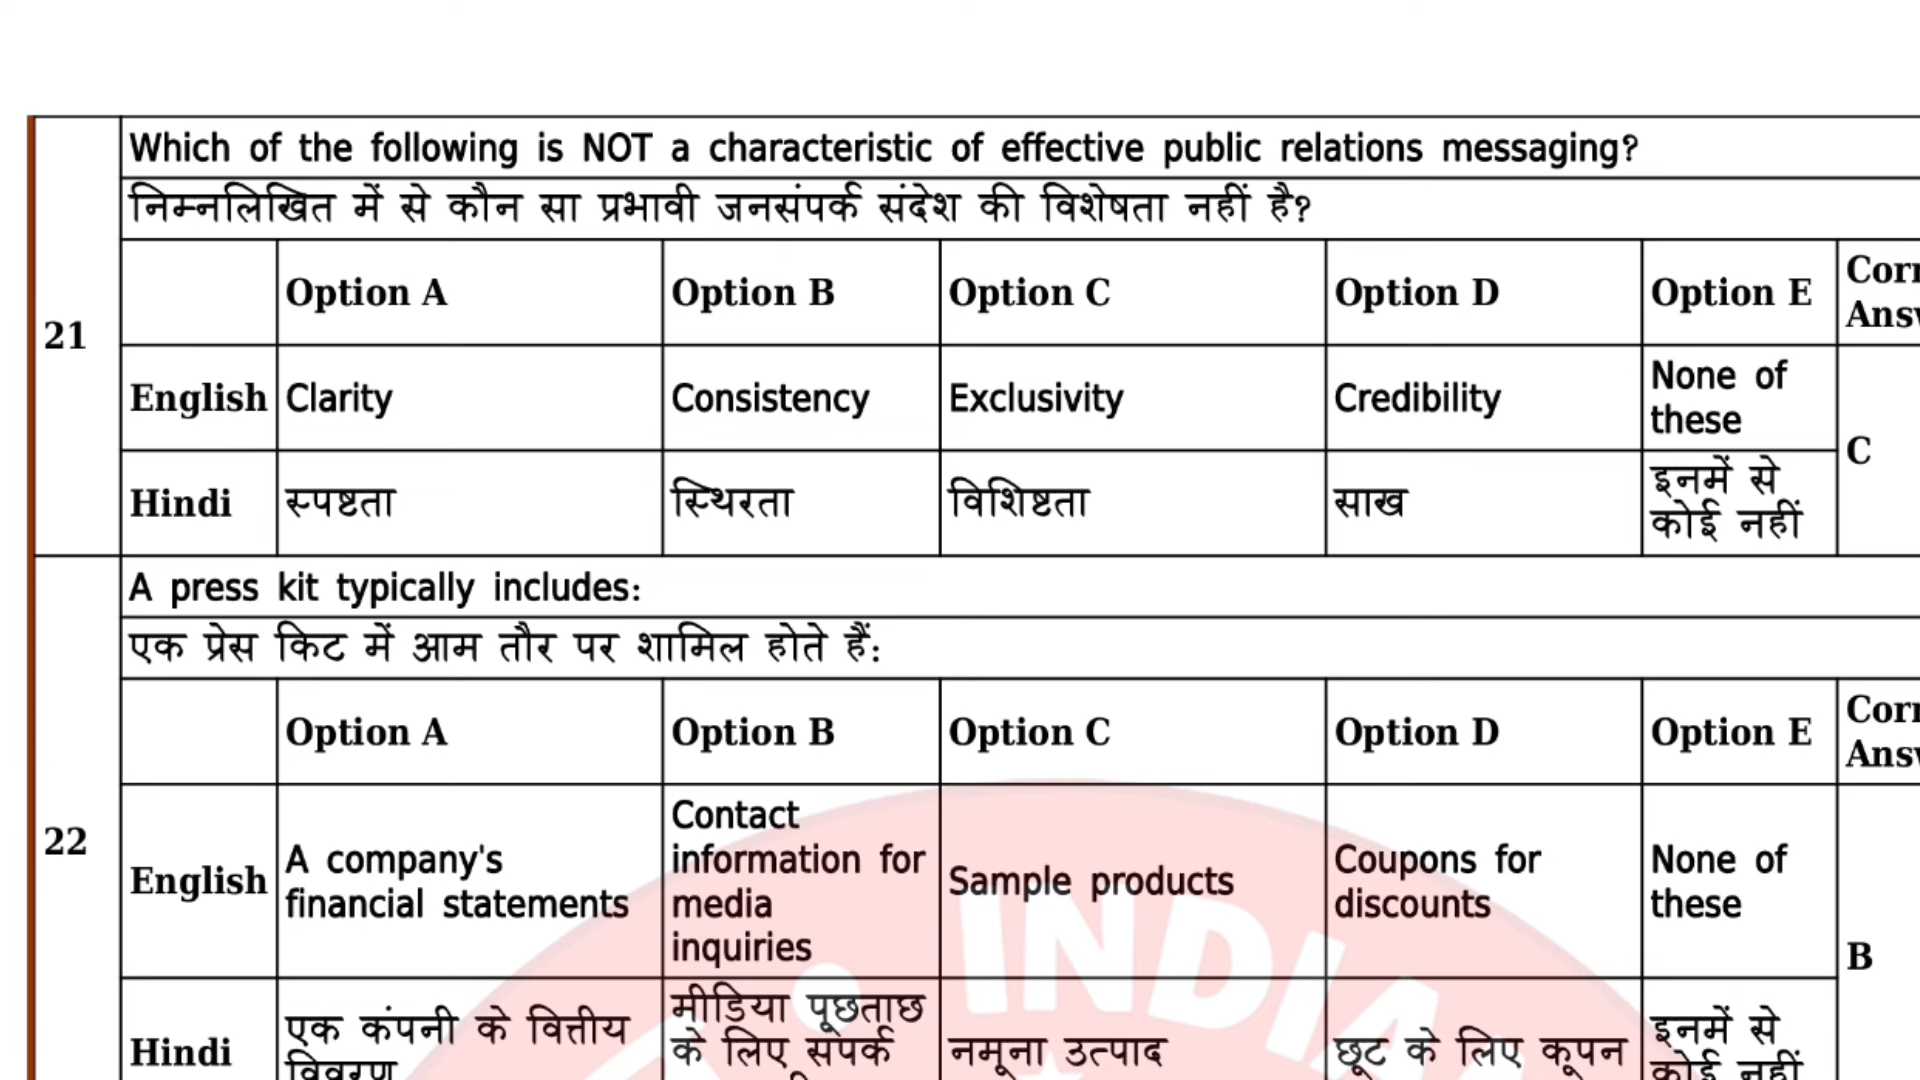 Which of the following is NOT a characteristic of effective public relations messaging?
निम्नलिखित में से कौन सा प्रभावी जनसंपर्क संदेश की विशेषता नहीं है?
Option A Option B Option C Option D Option E
21
English Clarity Consistency Exclusivity Credibility None of these
C
Hindi स्पष्टता स्थिरता विशिष्टता साख इनमें से कोई नहीं
A press kit typically includes:
एक प्रेस किट में आम तौर पर शामिल होते हैं:
Option A Option B Option C Option D Option E
22
English A company's financial statements Contact information for media inquiries Sample products Coupons for discounts None of these
B
Hindi एक कंपनी के वित्तीय विवरण मीडिया पूछताछ के लिए संपर्क नमूना उत्पाद छूट के लिए कूपन इनमें से कोई नहीं